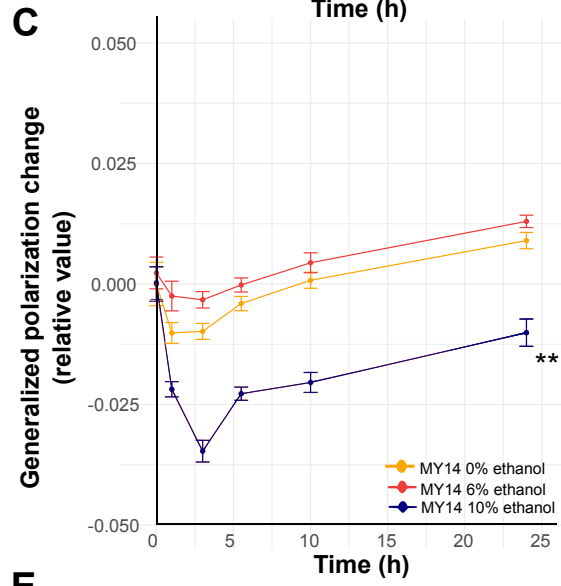 Time (h)
C
0.050
0.025
0.000
-0.025
-0.050
Generalized polarization change
(relative value)
**
MY14 0% ethanol
MY14 6% ethanol
MY14 10% ethanol
0 5 10 15 20 25
Time (h)